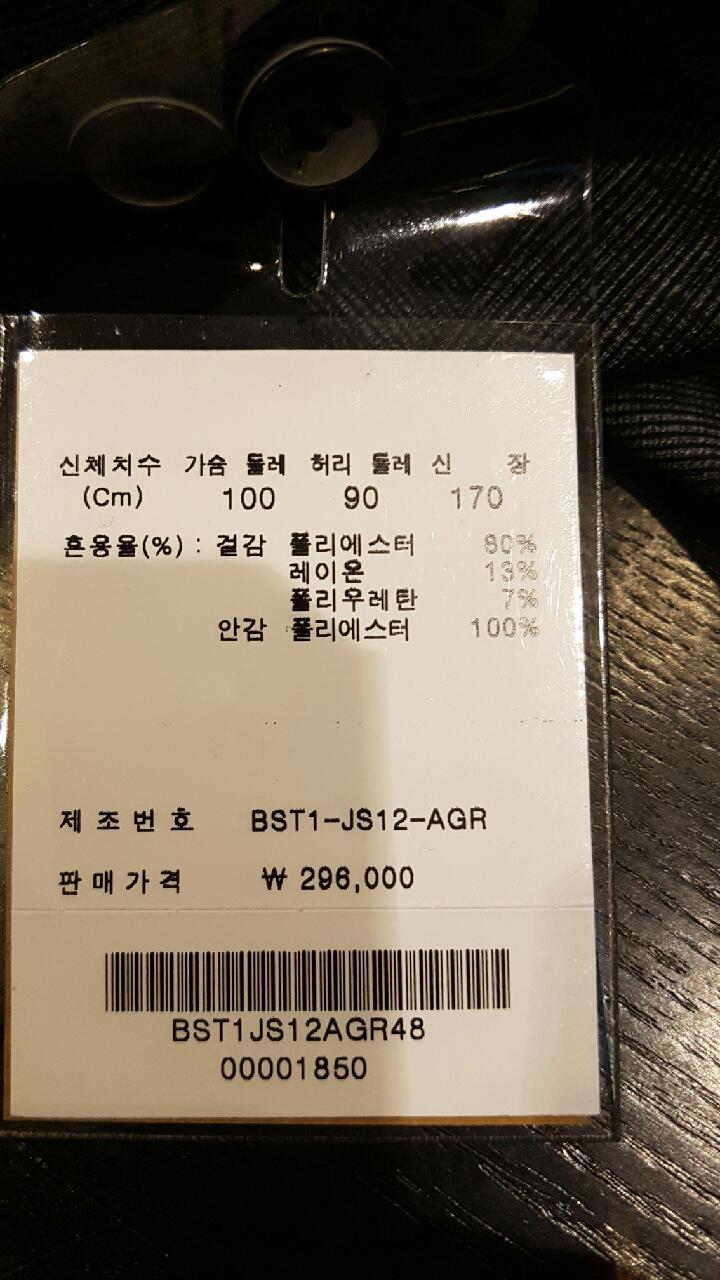 신체치수 가슴 둘레 허리 둘레 신 장
(Cm) 100 90 170
혼용율(%) : 겉감 폴리에스터 80%
레이온 13%
폴리우레탄 7%
안감 폴리에스터 100%
제조번호 BST1-JS12-AGR
판매가격 ₩ 296,000
BST1JS12AGR48
00001850